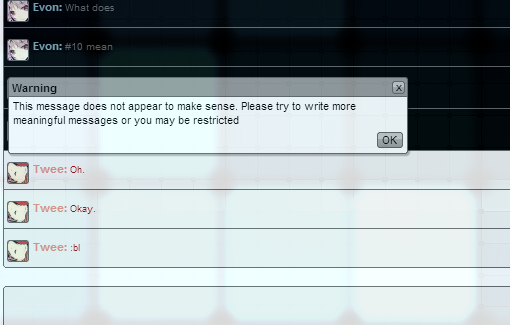 Evon: What does
Evon: #10 mean
Warning
X
This message does not appear to make sense. Please try to write more
meaningful messages or you may be restricted
OK
Twee: Oh.
Twee: Okay.
Twee: :bl